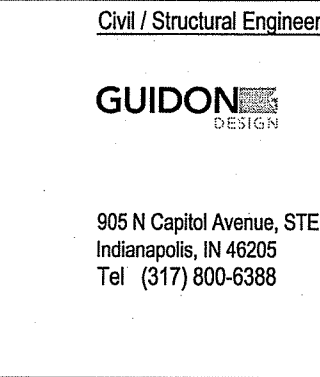 Civil / Structural Engineer
GUIDON
DESIGN
905 N Capitol Avenue, STE
Indianapolis, IN 46205
Tel (317) 800-6388